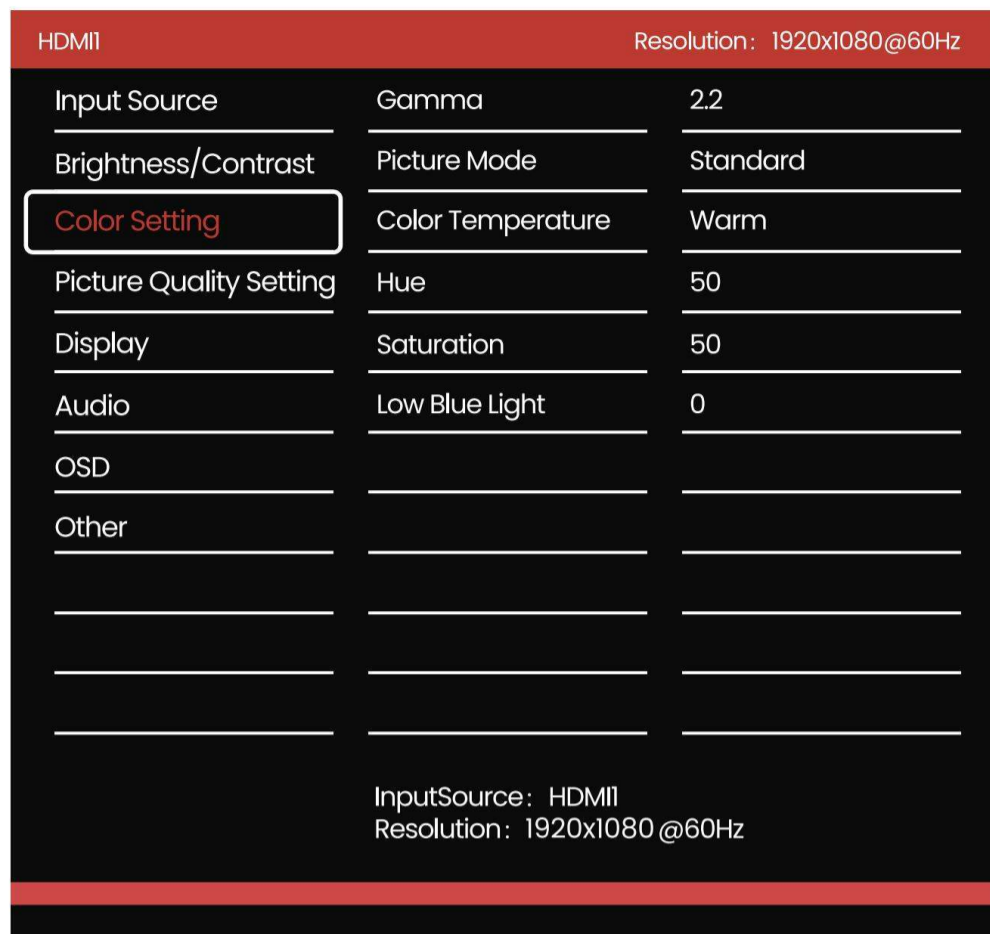 HDMI1 Resolution: 1920x1080@60Hz
Input Source Gamma 2.2
Brightness/Contrast Picture Mode Standard
Color Setting Color Temperature Warm
Picture Quality Setting Hue 50
Display Saturation 50
Audio Low Blue Light 0
OSD
Other
InputSource: HDMI1
Resolution: 1920x1080@60Hz